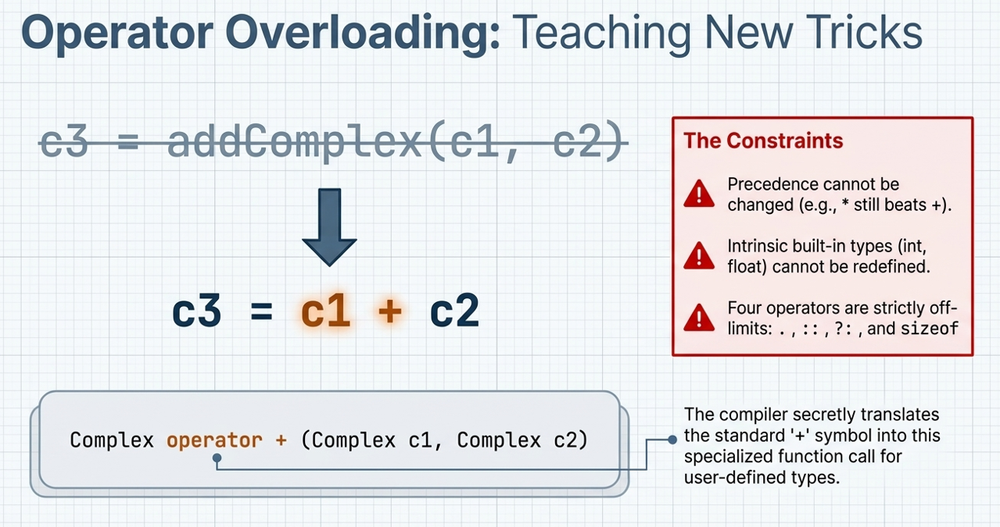 Operator Overloading: Teaching New Tricks
c3 = addComplex(c1, c2)
c3 = c1 + c2
Complex operator + (Complex c1, Complex c2)
The Constraints
Precedence cannot be
changed (e.g., * still beats +).
Intrinsic built-in types (int,
float) cannot be redefined.
Four operators are strictly off-
limits: . , :: , ?: , and sizeof
The compiler secretly translates
the standard '+' symbol into this
specialized function call for
user-defined types.